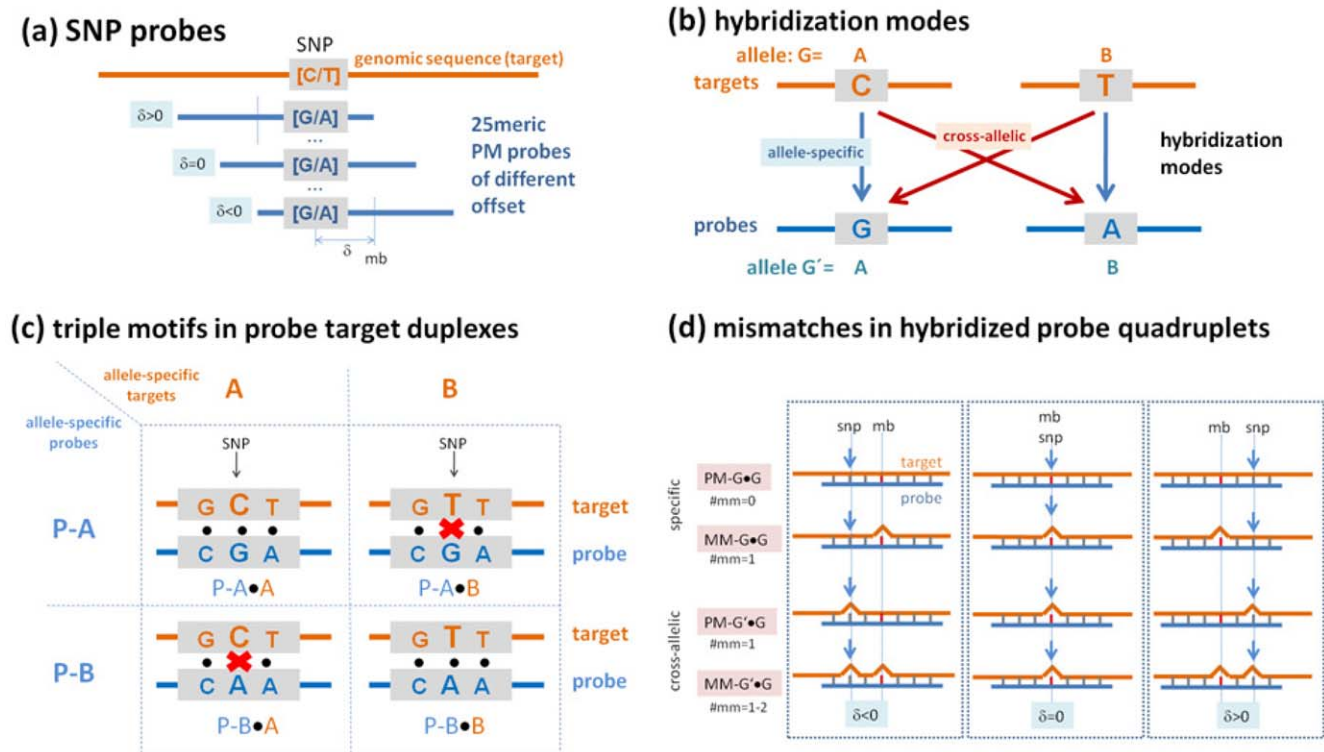 (a) SNP probes
SNP
genomic sequence (target)
[C/T]
δ>0
[G/A]
...
δ=0
[G/A]
...
δ<0
[G/A]
25meric
PM probes
of different
offset
δ
mb
(b) hybridization modes
allele: G= A B
targets C T
cross-allelic
allele-specific
hybridization
modes
probes G A
allele G´= A B
(c) triple motifs in probe target duplexes
allele-specific
targets
A B
allele-specific
probes
SNP SNP
G C T G T T target
P-A
C G A C G A probe
P-A●A P-A●B
G C T G T T target
P-B
C A A C A A probe
P-B●A P-B●B
(d) mismatches in hybridized probe quadruplets
snp mb
mb
snp
mb snp
specific
PM-G●G
#mm=0
target
probe
MM-G●G
#mm=1
cross-allelic
PM-G'●G
#mm=1
MM-G'●G
#mm=1-2
δ<0 δ=0 δ>0